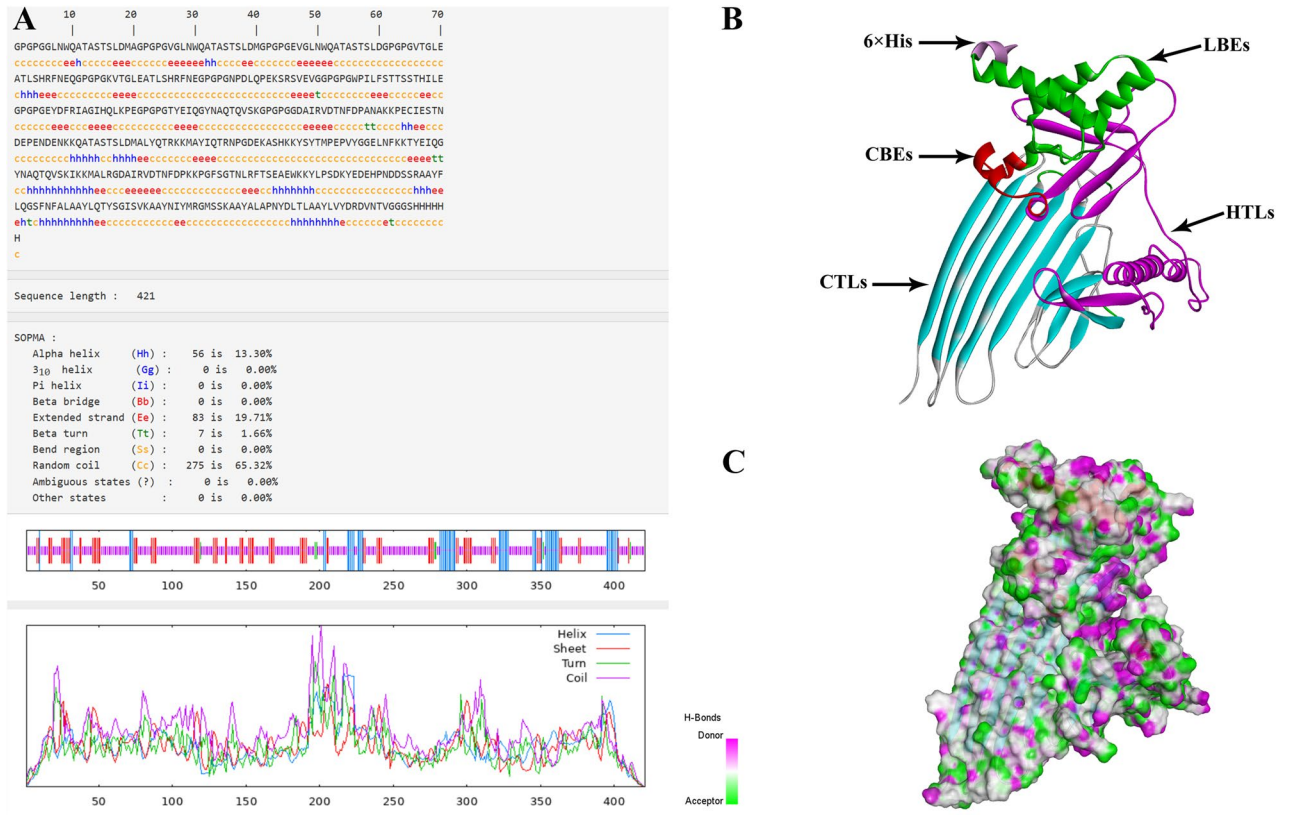 A
10 20 30 40 50 60 70
| | | | | | |
GPGPGGLNWQATASTSLDMAGPGPGVGLNWQATASTSLDMGPGPGEVGLNWQATASTSLDGPGPGVTGLE
cccccccceehccccceeecccccceeeeeehhccccceeccccccceeeeecccccccccccccccccc
ATLSHRFNEQGPGPGKVTGLEATLSHRFNEGPGPGNPDLQPEKSRSVEVGGPGPGWPILFSTTSSTHILE
chhheeeccccccccceeeeccccccccccccccccccccccccceeeetccccccccccccccccccccc
GPGPGEYDFRIAGIHQLKPEGPGPGTYEIQGYNAQTQVSKGPGPGGDAIRVDTNFDPANAKKPECIESTN
cccccceeeccceeeecccccccccceeeecccccccccccccccccceeeeecccccttcccchheecc
DEPENDENKKQATASTSLDMALYQTRKKMAYIQTRNPGDEKASHKKYSYTMPEPVYGGELNFKKTYEIQG
ccccccccchhhhhcchhhheeccccccceeeecccccccccccccccccccccccccccccccceeeett
YNAQTQVSKIKKMALRGDAIRVDTNFDPKKPGFSGTNLRFTSEAEWKKYLPSDKYEDEHPNDDSSRAAYF
cchhhhhhhhhhheeccceeeeeeccccccccccccceecchhhhhhhcccccccccccccccccchhhee
LQGSFNFALAAYLQTYSGISVKAAYNIYMRGMSSKAAYALAPNYDLTLAAYLVYDRDVNTVGGGSHHHHH
ehtchhhhhhhhheeccccccccccceeccccccccccccccccchhhhhhhhecccccccetcccccccc
H
c
Sequence length : 421
SOPMA :
Alpha helix (Hh) : 56 is 13.30%
3₁₀ helix (Gg) : 0 is 0.00%
Pi helix (Ii) : 0 is 0.00%
Beta bridge (Bb) : 0 is 0.00%
Extended strand (Ee) : 83 is 19.71%
Beta turn (Tt) : 7 is 1.66%
Bend region (Ss) : 0 is 0.00%
Random coil (Cc) : 275 is 65.32%
Ambiguous states (?) : 0 is 0.00%
Other states : 0 is 0.00%
50 100 150 200 250 300 350 400
Helix
Sheet
Turn
Coil
50 100 150 200 250 300 350 400
B
6×His
LBEs
CBEs
HTLs
CTLs
C
H-Bonds
Donor
Acceptor